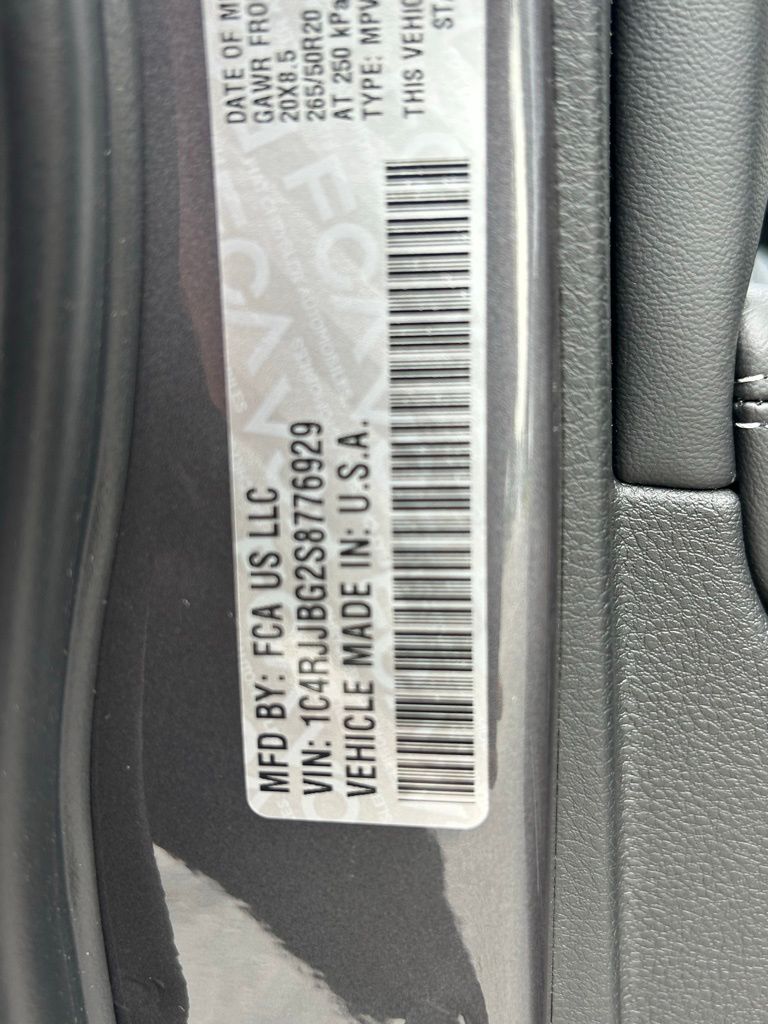 MFD BY: FCA US LLC
DATE OF M
VIN: 1C4RJJBG2S8776929
GAWR FRO
20X8.5
265/50R20
VEHICLE MADE IN: U.S.A.
AT 250 kPa
TYPE: MPV
THIS VEHIC
STA